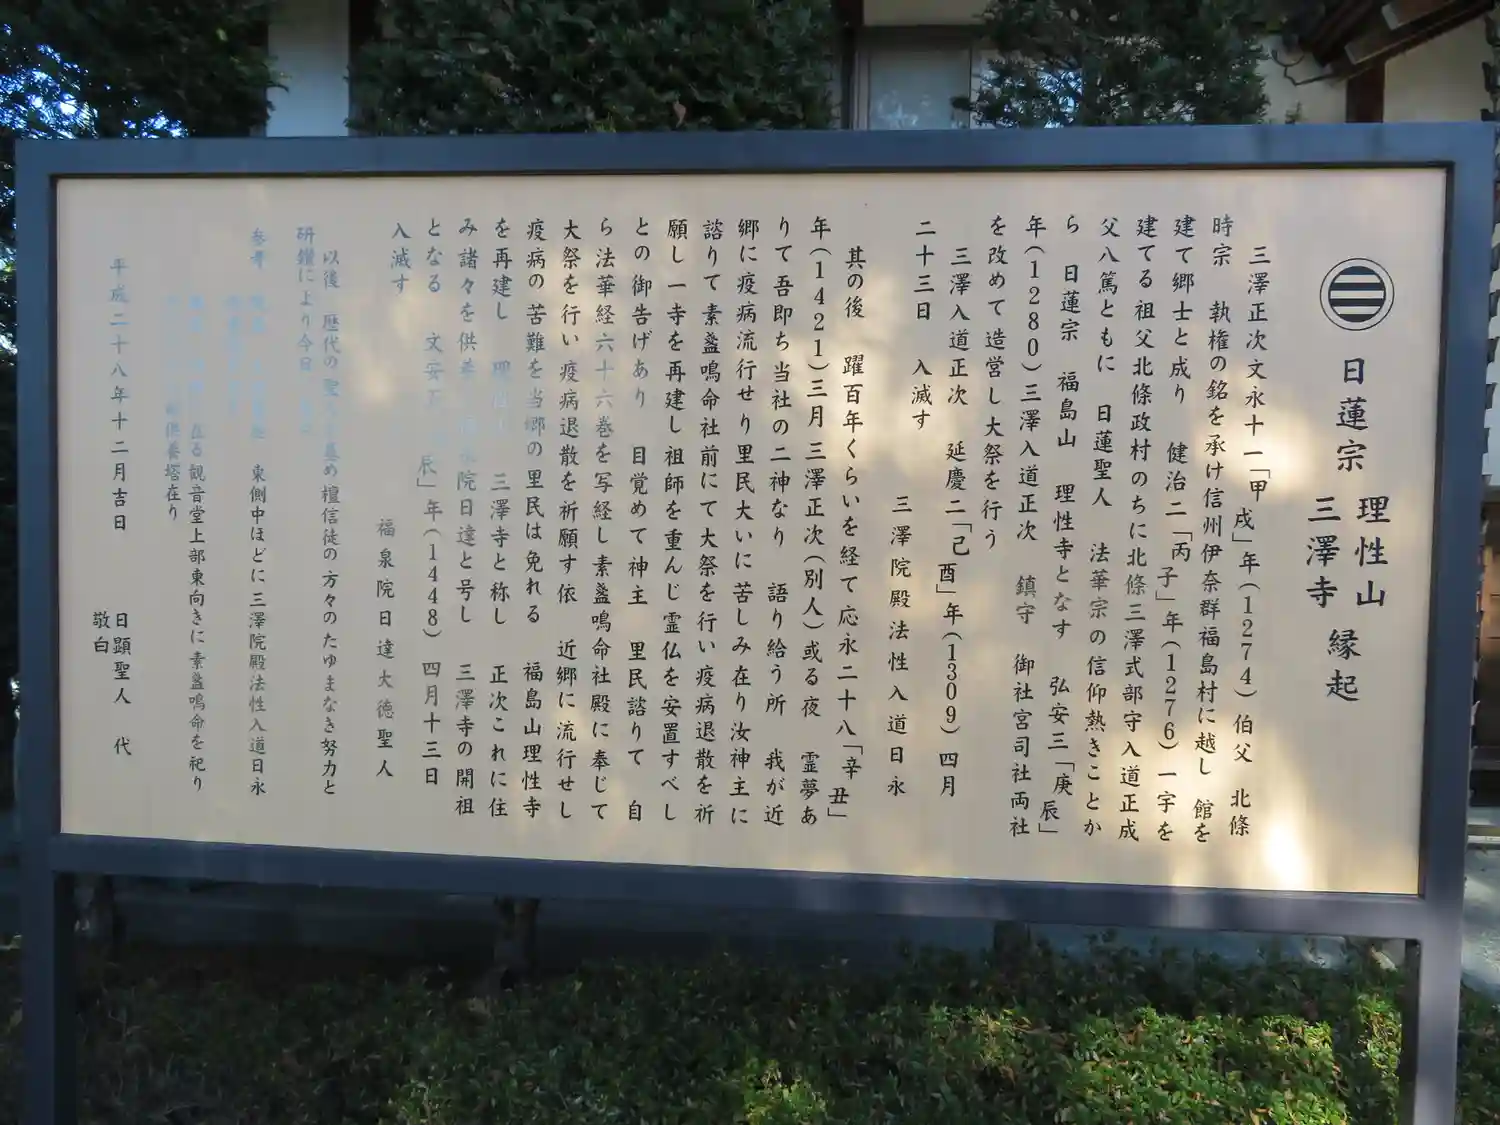 日蓮宗 理性山 三澤寺 縁起
三澤正次文永十一「甲戌」年(1274)伯父 北條
時宗 執権の銘を承け信州伊奈群福島村に越し 館を
建て郷士と成り 健治二「丙子」年(1276)一宇を
建てる祖父北條政村のちに北條三澤式部守入道正成
父八篤ともに 日蓮聖人 法華宗の信仰熱きことか
ら 日蓮宗 福島山 理性寺となす 弘安三「庚辰」
年(1280)三澤入道正次 鎮守 御社宮司社両社
を改めて造営し大祭を行う
三澤入道正次 延慶二「己酉」年(1309)四月
二十三日 入滅す
三澤院殿法性入道日永
其の後 躍百年くらいを経て応永二十八「辛丑」
年(1421)三月三澤正次(別人)或る夜 霊夢あ
りて吾即ち当社の二神なり 語り給う所 我が近
郷に疫病流行せり里民大いに苦しみ在り汝神主に
諮りて素盞鳴命社前にて大祭を行い疫病退散を祈
願し一寺を再建し祖師を重んじ霊仏を安置すべし
との御告げあり 目覚めて神主 里民諮りて 自
ら法華経六十六巻を写経し素盞鳴命社殿に奉じて
大祭を行い疫病退散を祈願す依 近郷に流行せし
疫病の苦難を当郷の里民は免れる 福島山理性寺
を再建し 三澤寺と称し 正次これに住
み諸々を供養 院日達と号し 三澤寺の開祖
となる 文安 辰」年(1448)四月十三日
入滅す
福泉院日達大徳聖人
以後 歴代の聖 檀信徒の方々のたゆまなき努力と
研鑽により今日
参考 東側中ほどに三澤院殿法性入道日永
在る観音堂上部東向きに素盞鳴命を祀り
供養塔在り
平成二十八年十二月吉日 日顕聖人 代
敬白